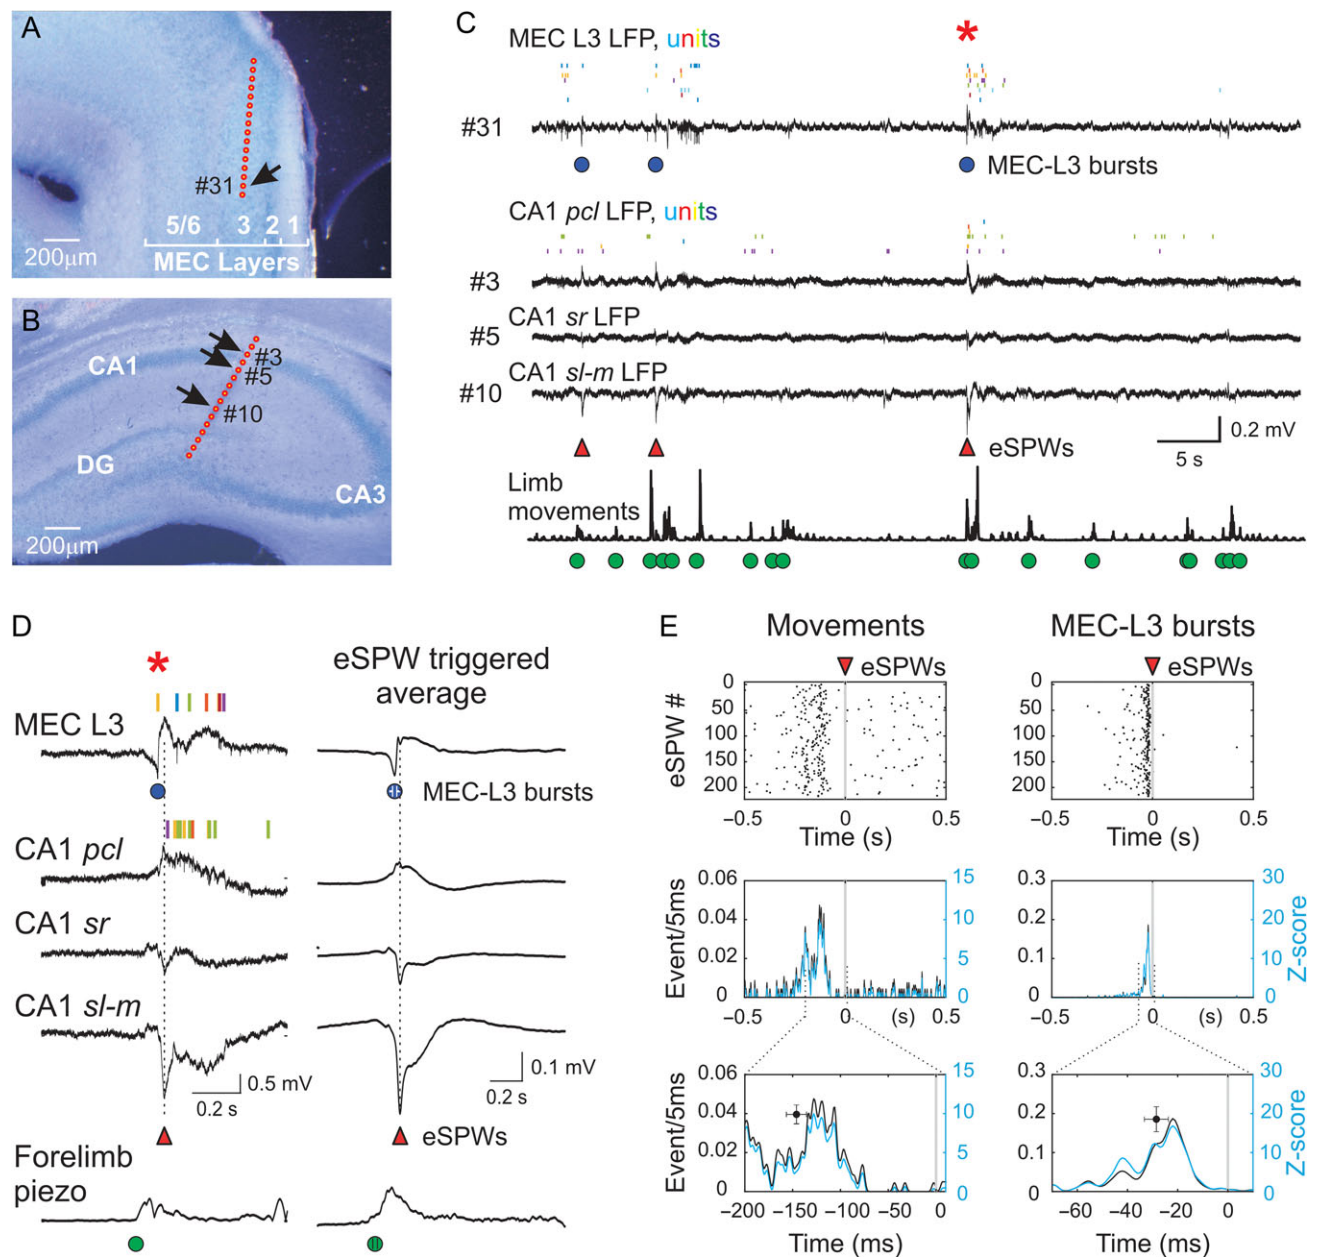 A
#31
5/6 3 2 1
200µm
MEC Layers
B
CA1
#3
#5
#10
DG
CA3
200µm
C
MEC L3 LFP, units
*
#31
MEC-L3 bursts
CA1 pcl LFP, units
#3
CA1 sr LFP
#5
CA1 sl-m LFP
#10
0.2 mV
5 s
eSPWs
Limb
movements
D
*
eSPW triggered
average
MEC L3
MEC-L3 bursts
CA1 pcl
CA1 sr
CA1 sl-m
0.5 mV
0.2 s
0.1 mV
0.2 s
eSPWs
Forelimb
piezo
E
Movements
eSPWs
eSPW #
0
50
100
150
200
−0.5 0 0.5
Time (s)
MEC-L3 bursts
eSPWs
0
50
100
150
200
−0.5 0 0.5
Time (s)
Event/5ms
0.06
0.04
0.02
0
15
10
5
0
−0.5 0 (s) 0.5
0.3
0.2
0.1
0
30
20
10
0
Z-score
−0.5 0 (s) 0.5
Event/5ms
0.06
0.04
0.02
0
15
10
5
0
−200 −150 −100 −50 0
Time (ms)
0.3
0.2
0.1
0
30
20
10
0
Z-score
−60 −40 −20 0
Time (ms)